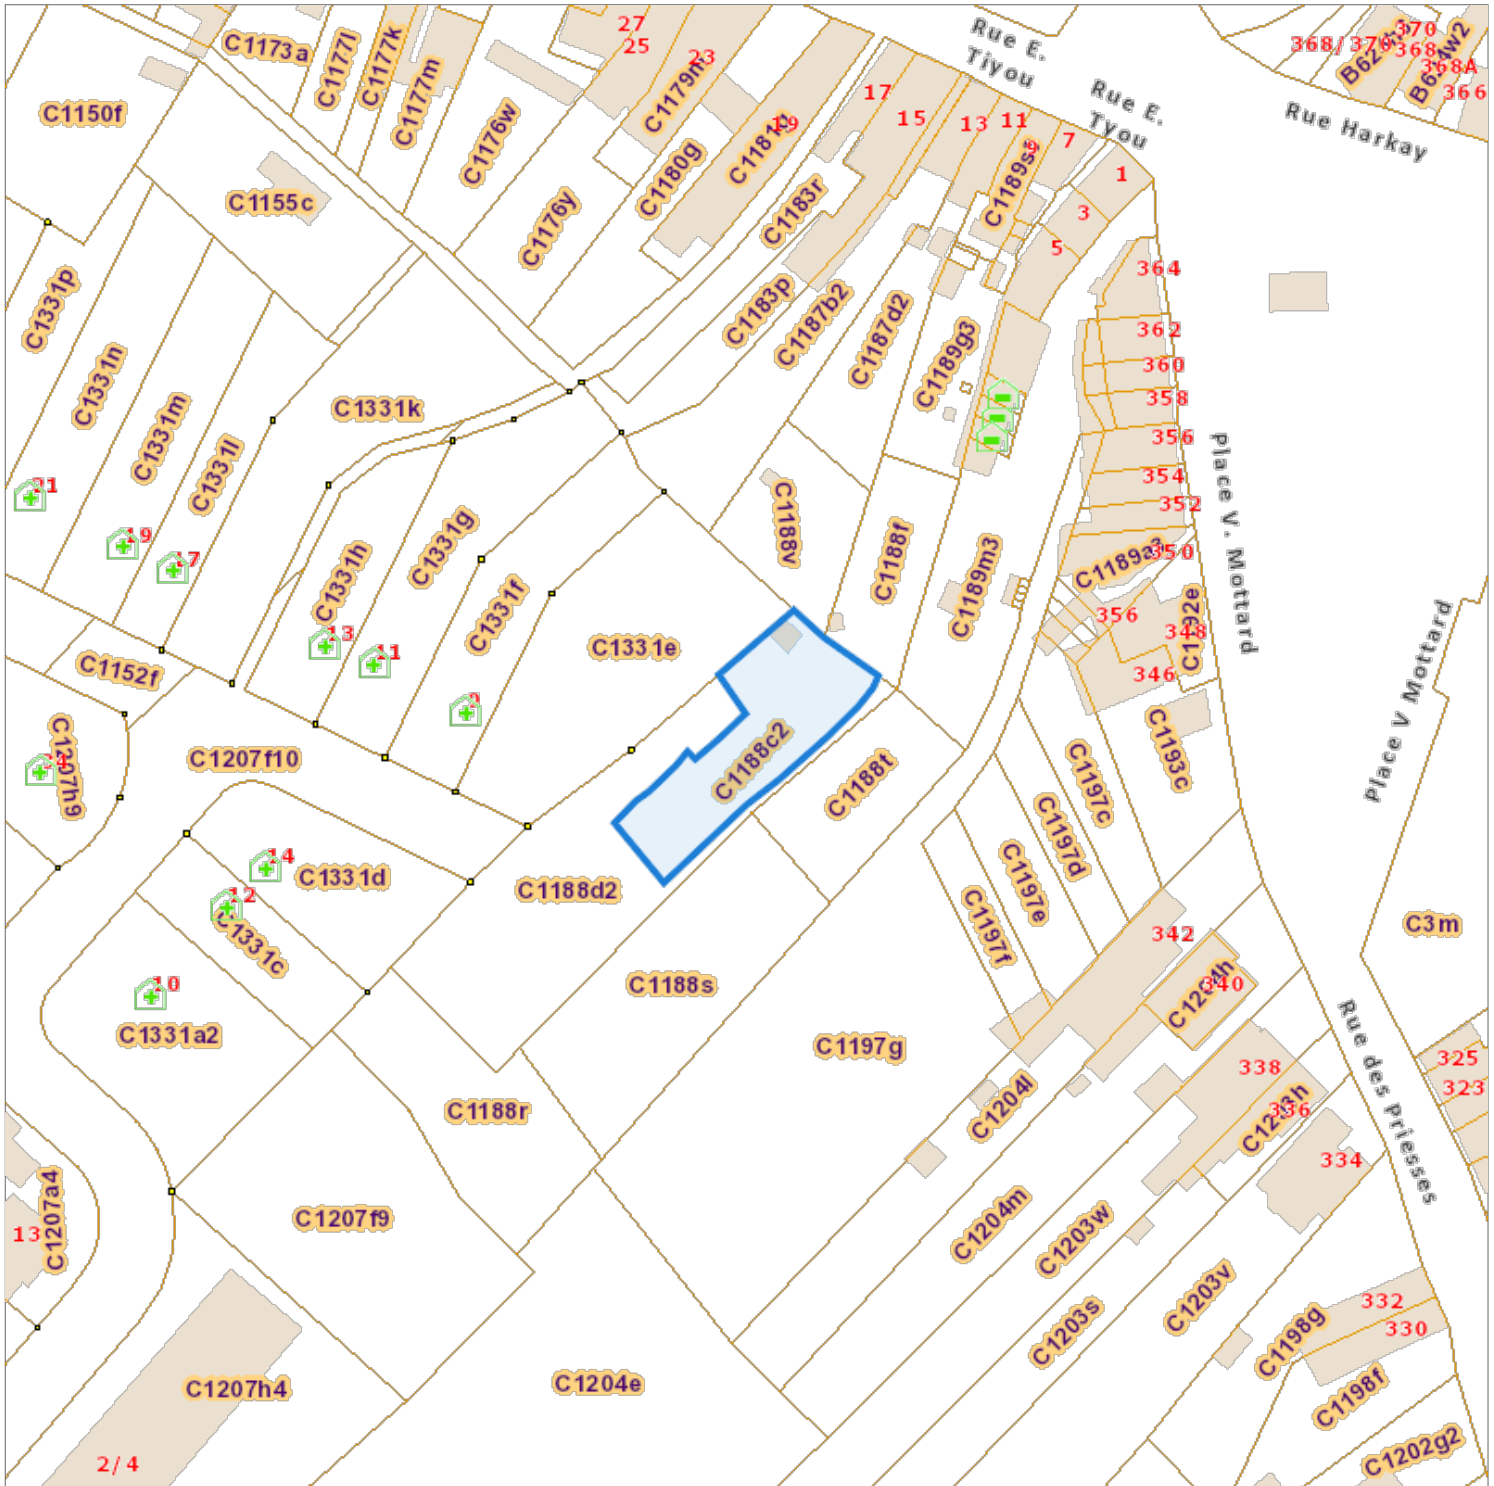 27
25
23
C1173a
C1177l
C1177k
C1177m
C1179m
Rue E.
Tiyou
370
368/370
368
368A
366
C1150f
C1176w
C1181
19
17
15
13
11
9
7
Rue E.
Tyou
Rue Harkay
1
3
5
C1155c
C1176y
C1180g
C1183r
364
C1331p
C1331n
C1331m
C1331l
C1331k
C1183p
C1187b2
C1187d2
C1189g3
362
360
358
356
354
352
350
Place V. Mottard
21
19
17
C1331h
C1331g
C1331f
C1188v
C1188f
C1189m3
C1189a3
356
348
346
13
11
9
C1331e
C1152f
C1207h9
C1207f10
C1188c2
C1188t
C1193c
C1197c
C1197d
C1197e
C1197f
Place V Mottard
14
12
10
C1331d
C1331c
C1331a2
C1188d2
C1188s
C1188r
C1197g
342
C1204h
340
C3m
338
336
334
C1203h
Rue des Priesses
325
323
C1204l
C1204m
C1203w
C1203s
C1203v
13
C1207a4
C1207f9
C1207h4
2/4
C1204e
332
330
C1198g
C1198f
C1202g2